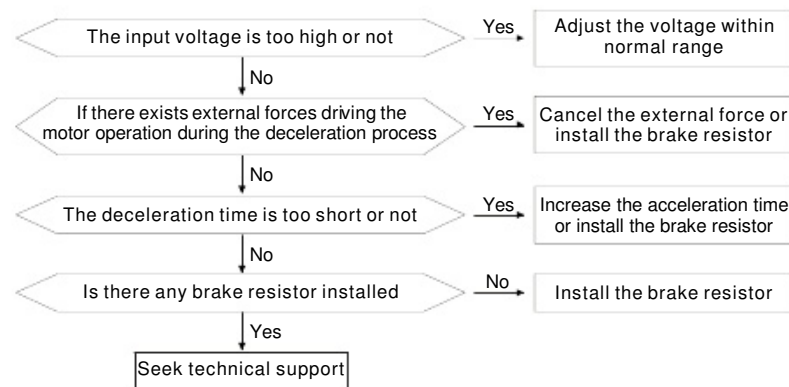 The input voltage is too high or not
Yes
Adjust the voltage within
normal range
No
If there exists external forces driving the
motor operation during the deceleration process
Yes
Cancel the external force or
install the brake resistor
No
The deceleration time is too short or not
Yes
Increase the acceleration time
or install the brake resistor
No
Is there any brake resistor installed
No
Install the brake resistor
Yes
Seek technical support